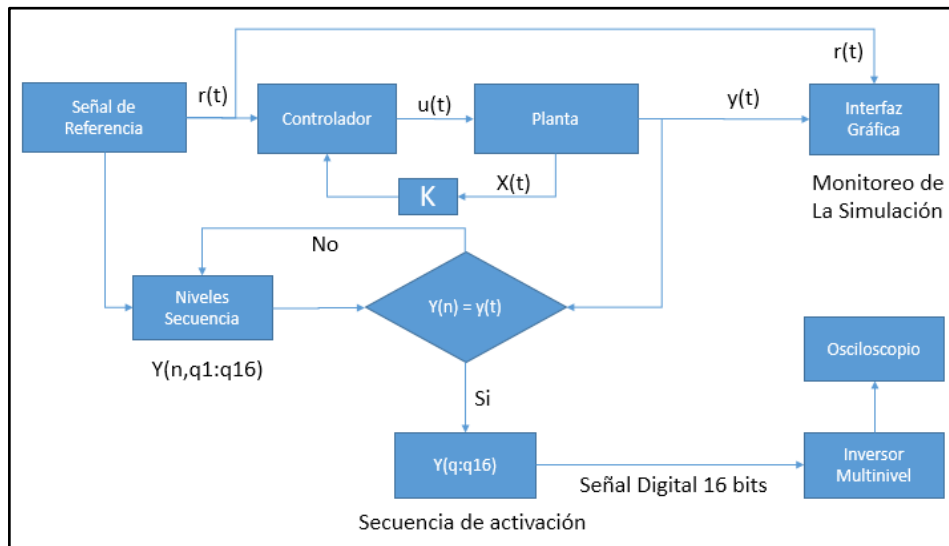 r(t)
Señal de
Referencia
r(t)
Controlador
u(t)
Planta
y(t)
Interfaz
Gráfica
K
X(t)
Monitoreo de
La Simulación
No
Niveles
Secuencia
Y(n) = y(t)
Y(n,q1:q16)
Osciloscopio
Si
Y(q:q16)
Señal Digital 16 bits
Inversor
Multinivel
Secuencia de activación